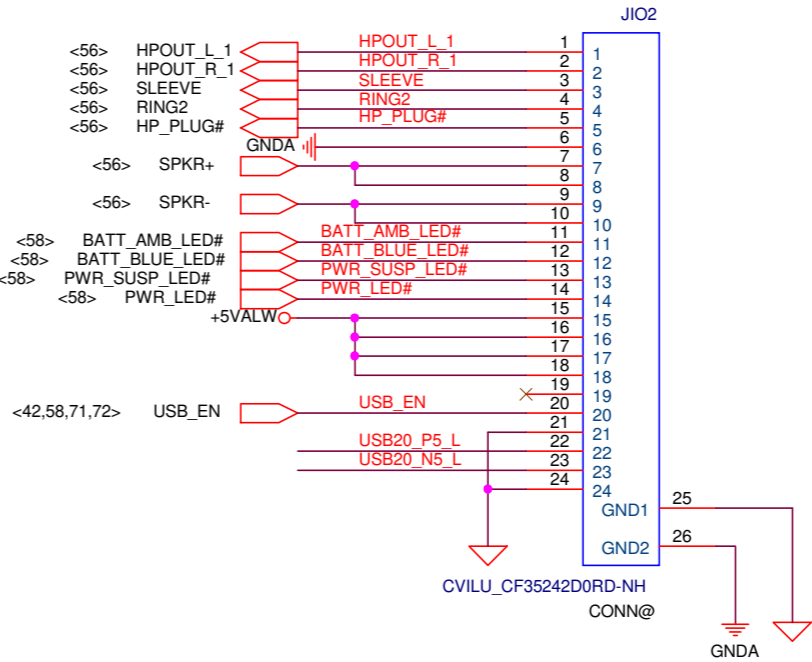 JIO2
<56> HPOUT_L_1 HPOUT_L_1 1 1
<56> HPOUT_R_1 HPOUT_R_1 2 2
<56> SLEEVE SLEEVE 3 3
<56> RING2 RING2 4 4
<56> HP_PLUG# HP_PLUG# 5 5
GNDA 6 6
<56> SPKR+ 7 7
8 8
<56> SPKR- 9 9
10 10
<58> BATT_AMB_LED# BATT_AMB_LED# 11 11
<58> BATT_BLUE_LED# BATT_BLUE_LED# 12 12
<58> PWR_SUSP_LED# PWR_SUSP_LED# 13 13
<58> PWR_LED# PWR_LED# 14 14
+5VALW 15 15
16 16
17 17
18 18
19 19
<42,58,71,72> USB_EN USB_EN 20 20
21 21
USB20_P5_L 22 22
USB20_N5_L 23 23
24 24
GND1 25
GND2 26
CVILU_CF35242D0RD-NH
CONN@
GNDA